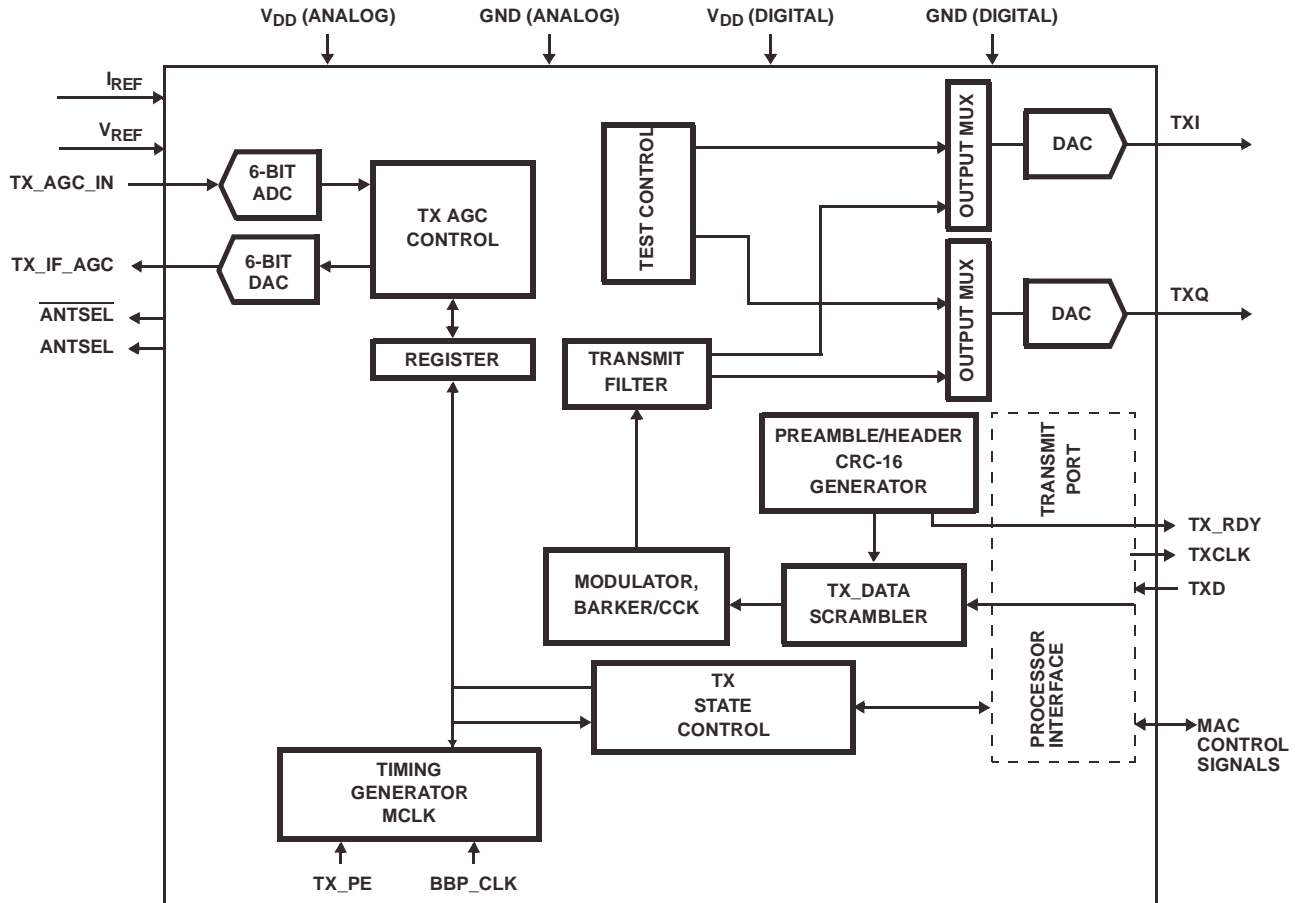 VDD (ANALOG)
GND (ANALOG)
VDD (DIGITAL)
GND (DIGITAL)
IREF
VREF
TX_AGC_IN
TX_IF_AGC
ANTSEL
ANTSEL
6-BIT
ADC
6-BIT
DAC
TX AGC
CONTROL
REGISTER
TEST CONTROL
TRANSMIT
FILTER
OUTPUT MUX
OUTPUT MUX
DAC
DAC
TXI
TXQ
PREAMBLE/HEADER
CRC-16
GENERATOR
TRANSMIT
PORT
TX_RDY
TXCLK
TXD
MODULATOR,
BARKER/CCK
TX_DATA
SCRAMBLER
TX
STATE
CONTROL
PROCESSOR
INTERFACE
MAC
CONTROL
SIGNALS
TIMING
GENERATOR
MCLK
TX_PE
BBP_CLK